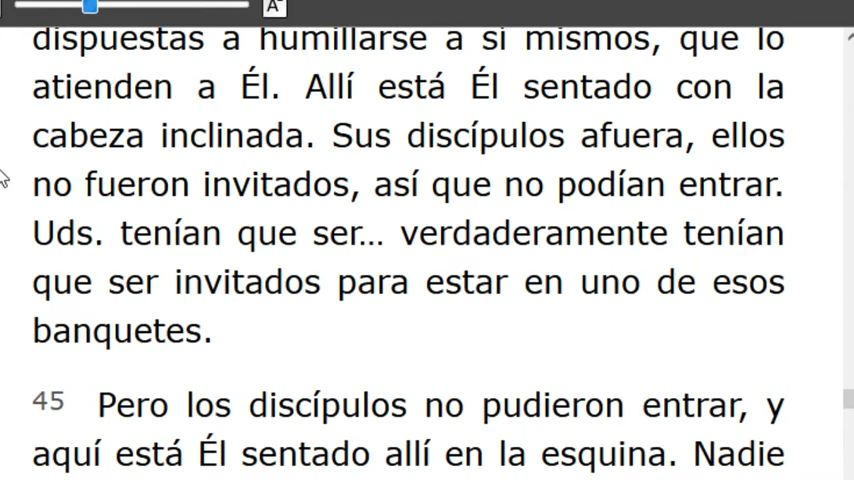 A
dispuestas a humillarse a sí mismos, que lo
atienden a Él. Allí está Él sentado con la
cabeza inclinada. Sus discípulos afuera, ellos
no fueron invitados, así que no podían entrar.
Uds. tenían que ser... verdaderamente tenían
que ser invitados para estar en uno de esos
banquetes.
45 Pero los discípulos no pudieron entrar, y
aquí está Él sentado allí en la esquina. Nadie